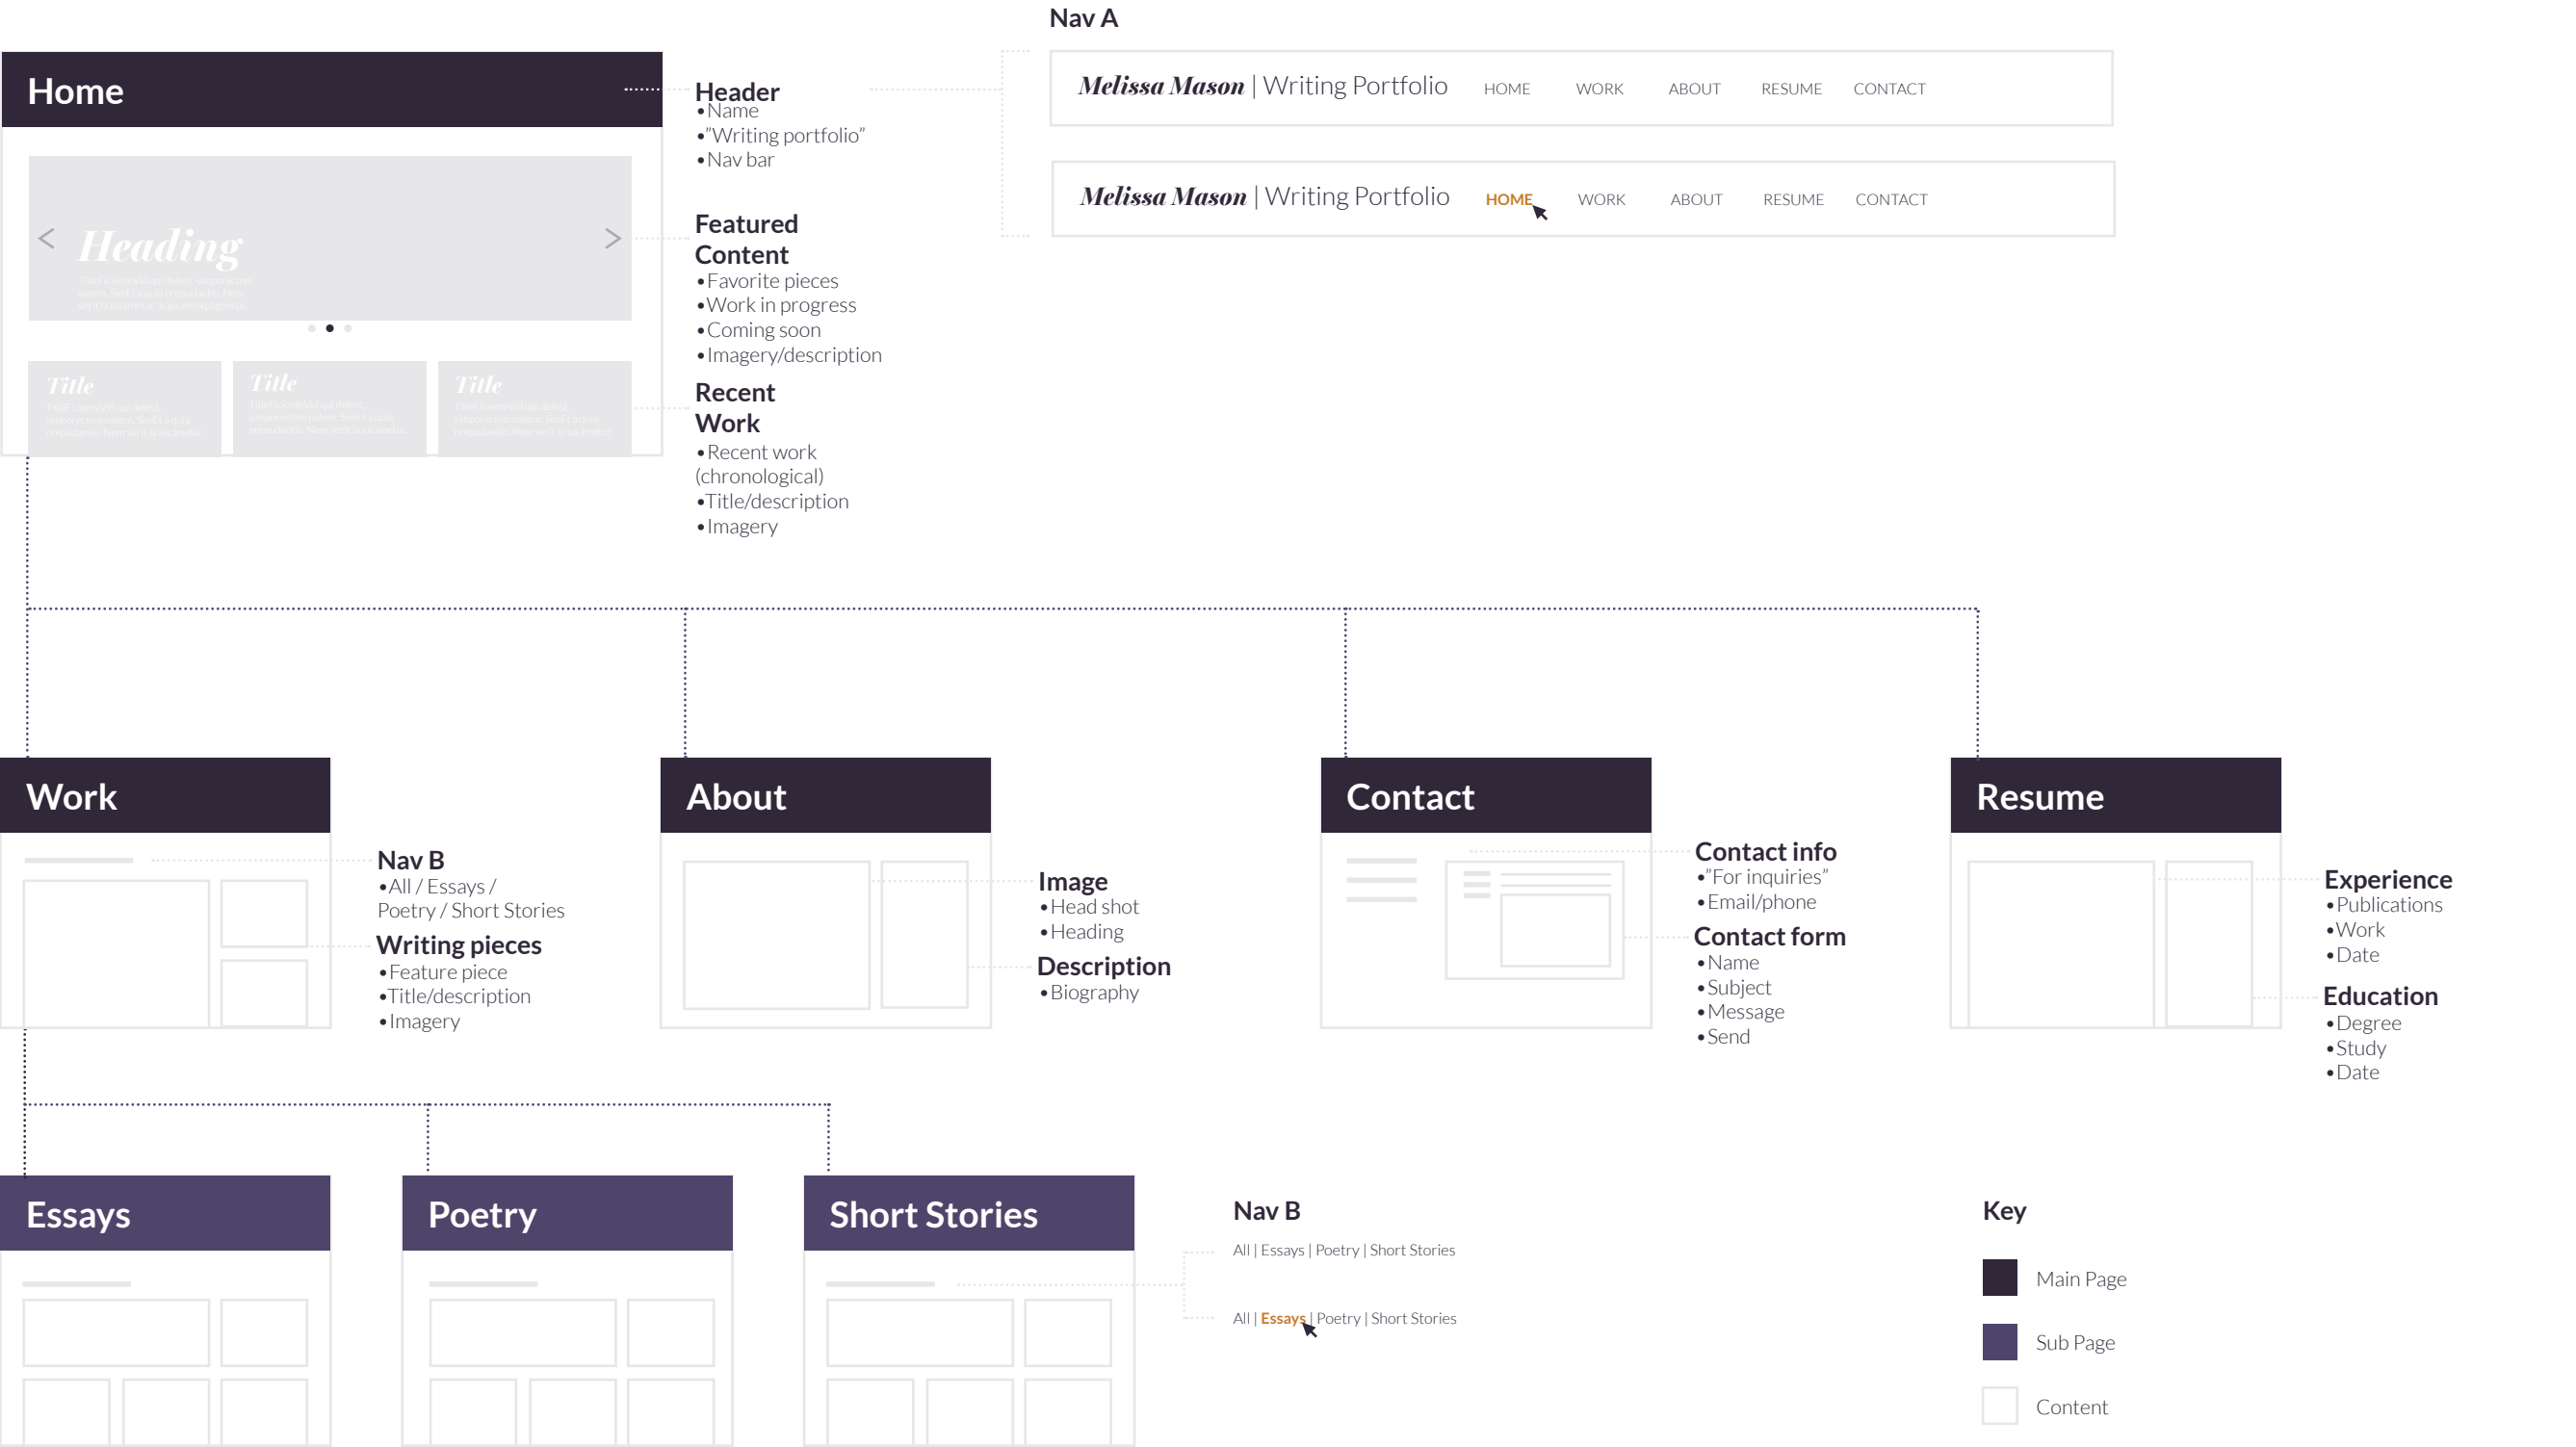 Nav A
Home
Header
•Name
•”Writing portfolio”
•Nav bar
Melissa Mason | Writing Portfolio HOME WORK ABOUT RESUME CONTACT
Melissa Mason | Writing Portfolio HOME WORK ABOUT RESUME CONTACT
< Heading >
Featured
Content
•Favorite pieces
•Work in progress
•Coming soon
•Imagery/description
Title
Title
Title
Recent
Work
•Recent work
(chronological)
•Title/description
•Imagery
Work
Nav B
•All / Essays /
Poetry / Short Stories
Writing pieces
•Feature piece
•Title/description
•Imagery
About
Image
•Head shot
•Heading
Description
•Biography
Contact
Contact info
•”For inquiries”
•Email/phone
Contact form
•Name
•Subject
•Message
•Send
Resume
Experience
•Publications
•Work
•Date
Education
•Degree
•Study
•Date
Essays
Poetry
Short Stories
Nav B
All | Essays | Poetry | Short Stories
All | Essays | Poetry | Short Stories
Key
Main Page
Sub Page
Content